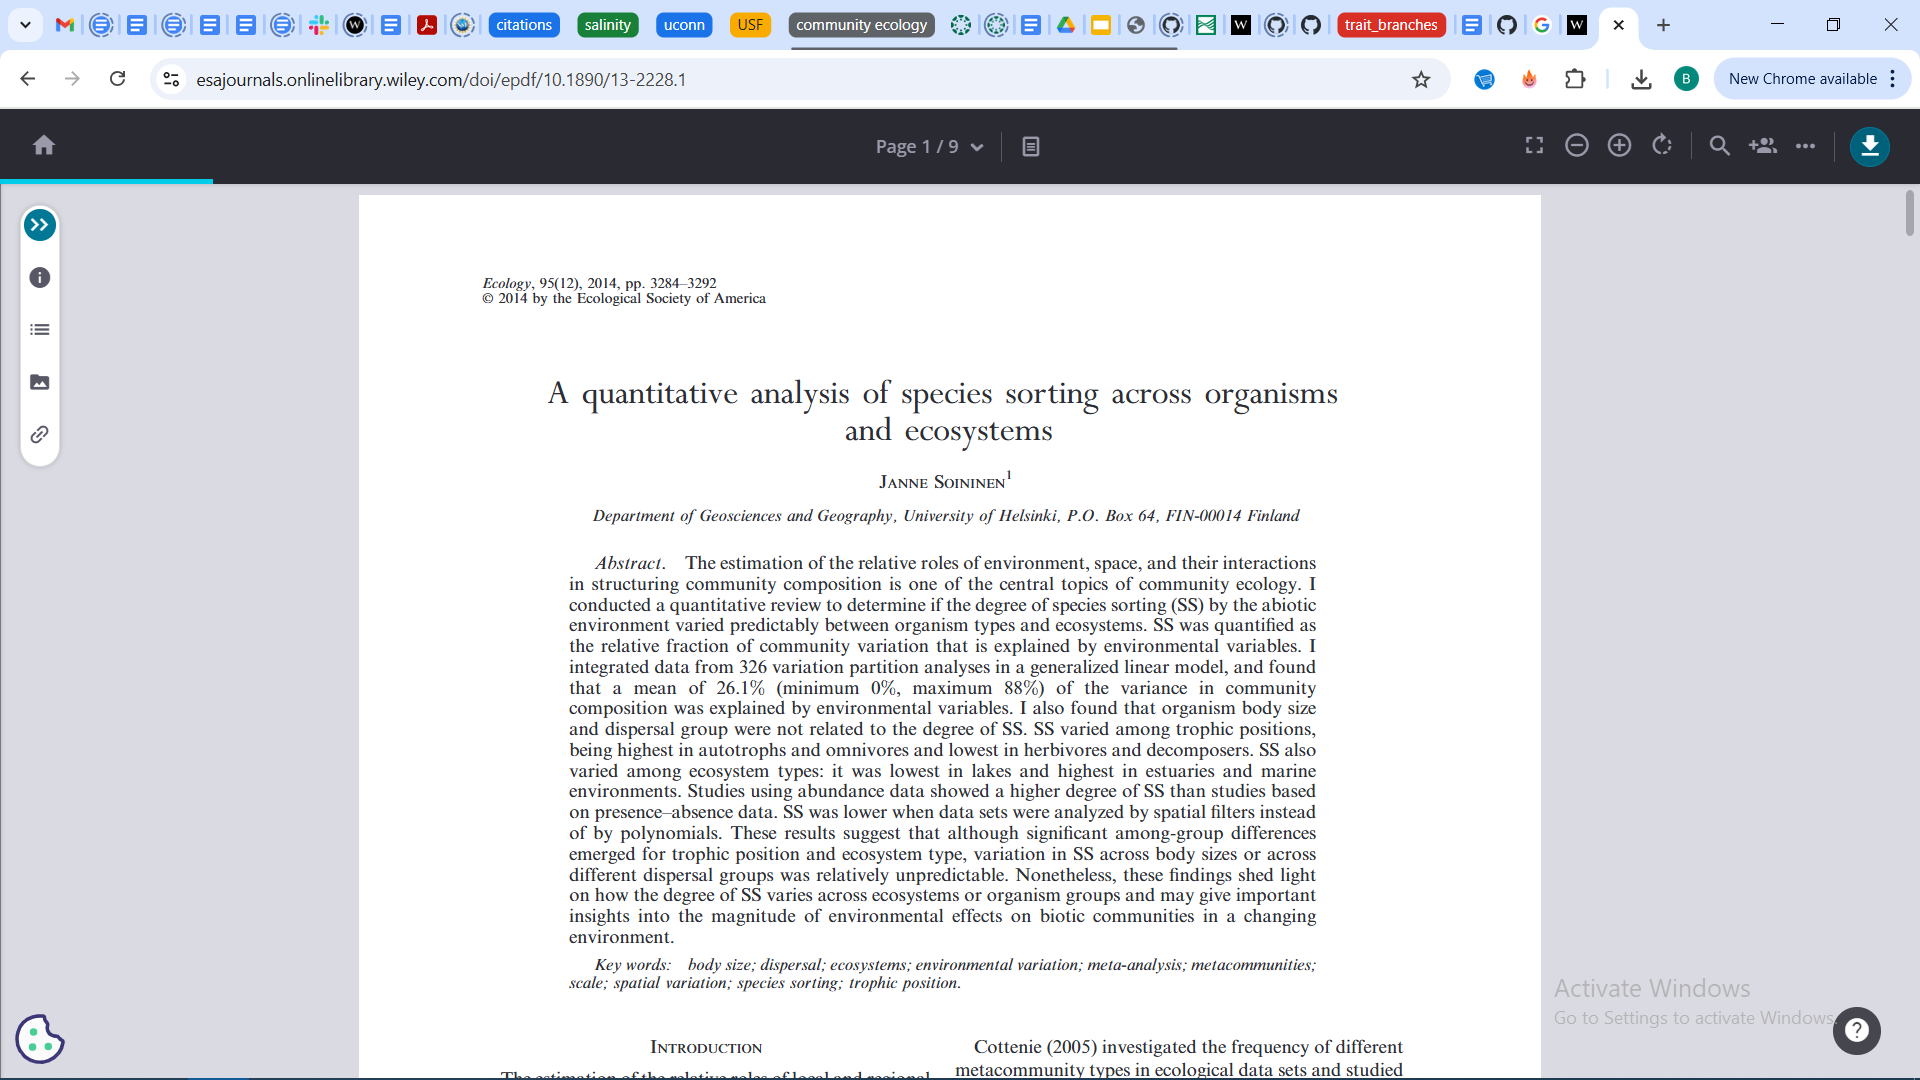 citations
salinity
uconn
USF
community ecology
trait_branches
esajournals.onlinelibrary.wiley.com/doi/epdf/10.1890/13-2228.1
B
New Chrome available
Page 1 / 9
Ecology, 95(12), 2014, pp. 3284–3292
© 2014 by the Ecological Society of America
A quantitative analysis of species sorting across organisms
and ecosystems
JANNE SOININEN1
Department of Geosciences and Geography, University of Helsinki, P.O. Box 64, FIN-00014 Finland
Abstract. The estimation of the relative roles of environment, space, and their interactions
in structuring community composition is one of the central topics of community ecology. I
conducted a quantitative review to determine if the degree of species sorting (SS) by the abiotic
environment varied predictably between organism types and ecosystems. SS was quantified as
the relative fraction of community variation that is explained by environmental variables. I
integrated data from 326 variation partition analyses in a generalized linear model, and found
that a mean of 26.1% (minimum 0%, maximum 88%) of the variance in community
composition was explained by environmental variables. I also found that organism body size
and dispersal group were not related to the degree of SS. SS varied among trophic positions,
being highest in autotrophs and omnivores and lowest in herbivores and decomposers. SS also
varied among ecosystem types: it was lowest in lakes and highest in estuaries and marine
environments. Studies using abundance data showed a higher degree of SS than studies based
on presence–absence data. SS was lower when data sets were analyzed by spatial filters instead
of by polynomials. These results suggest that although significant among-group differences
emerged for trophic position and ecosystem type, variation in SS across body sizes or across
different dispersal groups was relatively unpredictable. Nonetheless, these findings shed light
on how the degree of SS varies across ecosystems or organism groups and may give important
insights into the magnitude of environmental effects on biotic communities in a changing
environment.
Key words: body size; dispersal; ecosystems; environmental variation; meta-analysis; metacommunities;
scale; spatial variation; species sorting; trophic position.
INTRODUCTION
The estimation of the relative roles of local and regional
Cottenie (2005) investigated the frequency of different
metacommunity types in ecological data sets and studied
Activate Windows
Go to Settings to activate Windows.